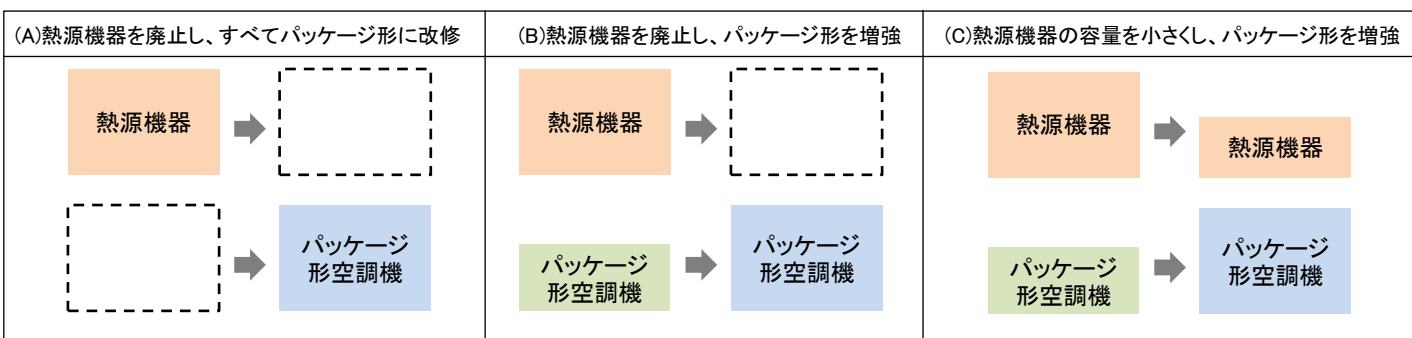 (A)熱源機器を廃止し、すべてパッケージ形に改修
(B)熱源機器を廃止し、パッケージ形を増強
(C)熱源機器の容量を小さくし、パッケージ形を増強
熱源機器
パッケージ
形空調機
熱源機器
パッケージ
形空調機
パッケージ
形空調機
熱源機器
熱源機器
パッケージ
形空調機
パッケージ
形空調機